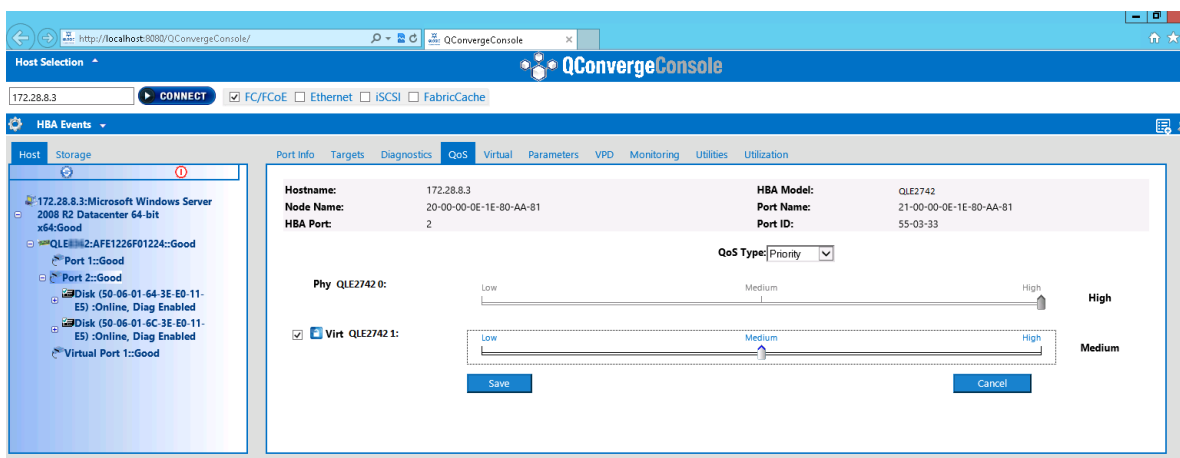 http://localhost:8080/QConvergeConsole/
QConvergeConsole
Host Selection
QConvergeConsole
172.28.8.3
CONNECT
FC/FCoE Ethernet iSCSI FabricCache
HBA Events
Host Storage
Port Info Targets Diagnostics QoS Virtual Parameters VPD Monitoring Utilities Utilization
172.28.8.3:Microsoft Windows Server
2008 R2 Datacenter 64-bit
x64:Good
2:AFE1226F01224::Good
Port 1::Good
Port 2::Good
Disk (50-06-01-64-3E-E0-11-
E5) :Online, Diag Enabled
Disk (50-06-01-6C-3E-E0-11-
E5) :Online, Diag Enabled
Virtual Port 1::Good
Hostname: 172.28.8.3 HBA Model: QLE2742
Node Name: 20-00-00-0E-1E-80-AA-81 Port Name: 21-00-00-0E-1E-80-AA-81
HBA Port: 2 Port ID: 55-03-33
QoS Type: Priority
Phy QLE2742 0: Low Medium High High
Virt QLE2742 1: Low Medium High Medium
Save Cancel